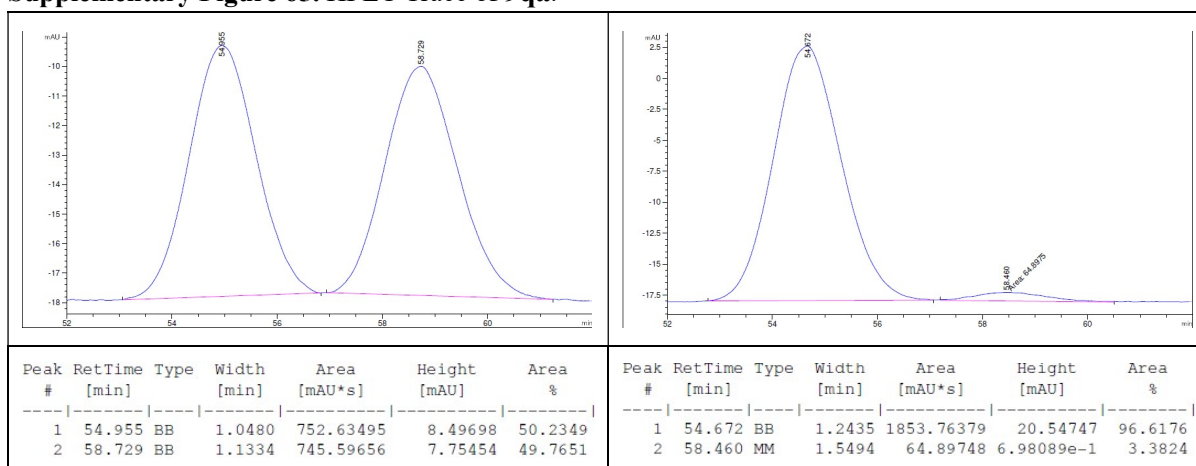 mAU
54.955
58.729
-10
-11
-12
-13
-14
-15
-16
-17
-18
52 54 56 58 60 min
mAU
54.672
2.5
0
-2.5
-5
-7.5
-10
-12.5
-15
-17.5
58.460
Area: 64.8975
52 54 56 58 60 min
Peak RetTime Type Width Area Height Area
# [min] [min] [mAU*s] [mAU] %
----|-------|----|-------|----------|----------|--------|
1 54.955 BB 1.0480 752.63495 8.49698 50.2349
2 58.729 BB 1.1334 745.59656 7.75454 49.7651
Peak RetTime Type Width Area Height Area
# [min] [min] [mAU*s] [mAU] %
----|-------|----|-------|----------|----------|--------|
1 54.672 BB 1.2435 1853.76379 20.54747 96.6176
2 58.460 MM 1.5494 64.89748 6.98089e-1 3.3824